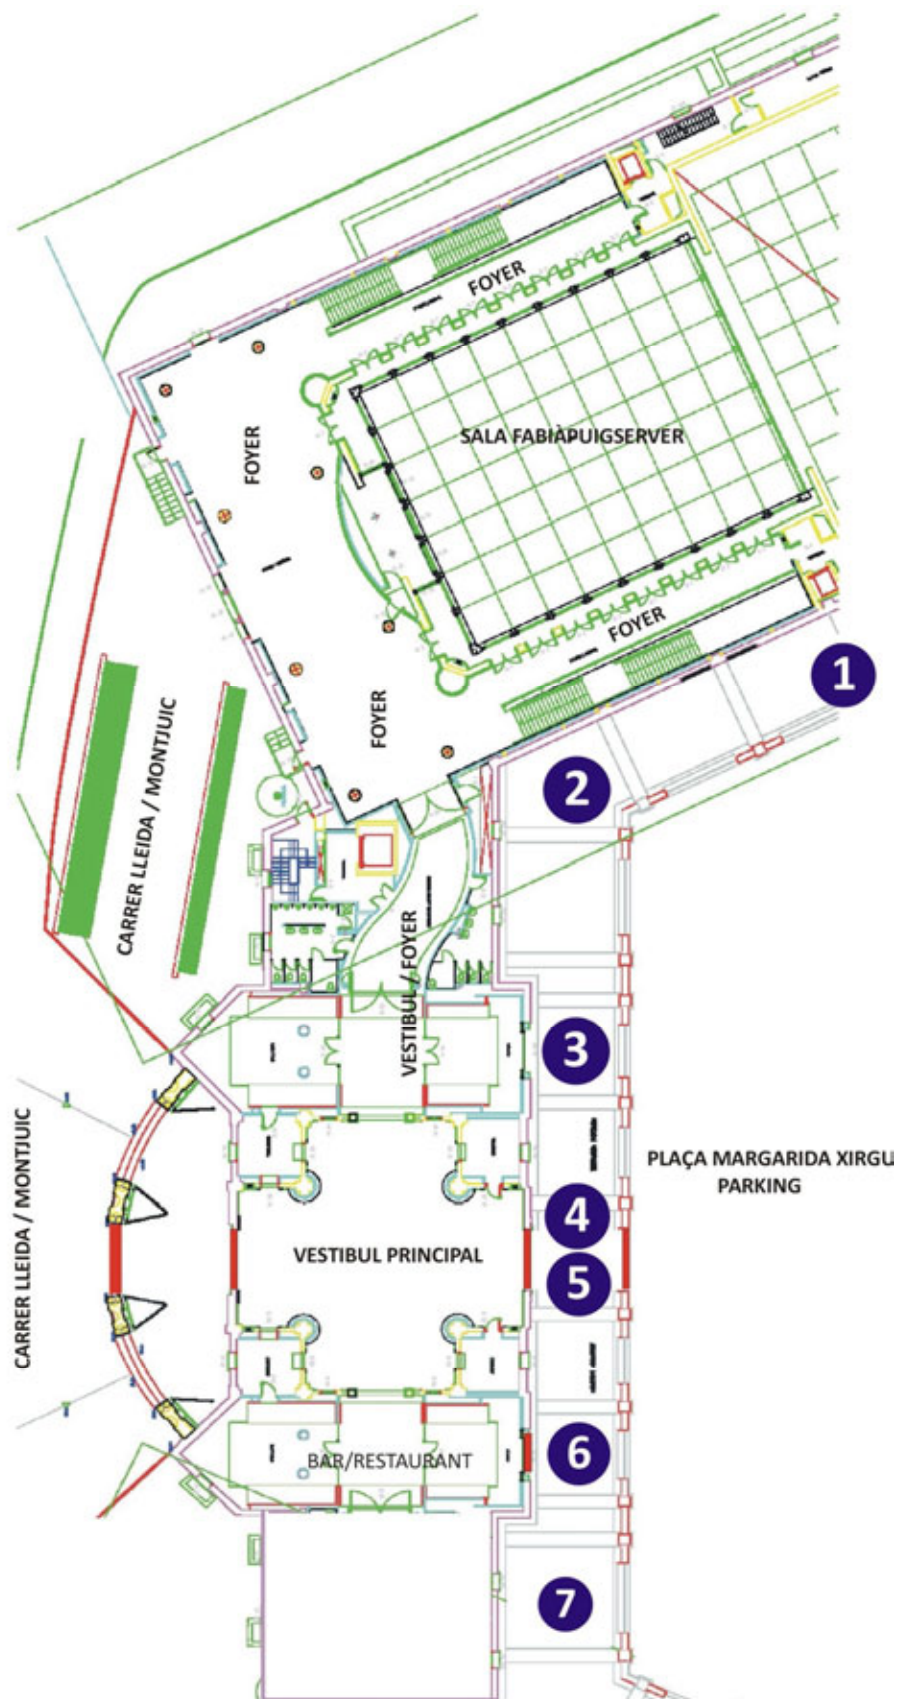 FOYER
FOYER
SALA FABIÀPUIGSERVER
FOYER
1
FOYER
2
CARRER LLEIDA / MONTJUIC
VESTIBUL / FOYER
3
CARRER LLEIDA / MONTJUIC
PLAÇA MARGARIDA XIRGU
PARKING
4
VESTIBUL PRINCIPAL
5
BAR/RESTAURANT
6
7